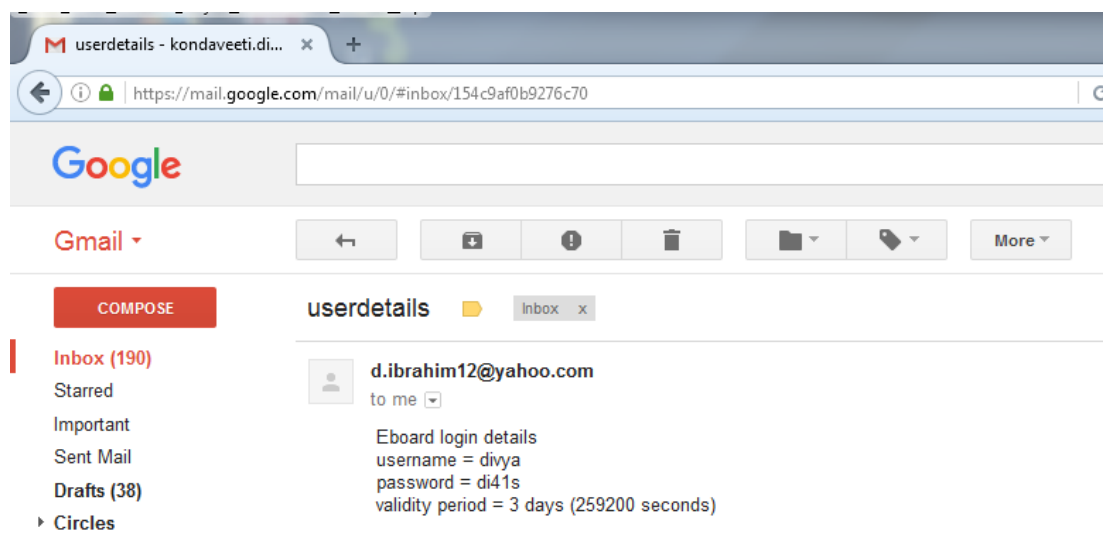 userdetails - kondaveeti.di... × +
https://mail.google.com/mail/u/0/#inbox/154c9af0b9276c70
Google
Gmail
More
COMPOSE
userdetails Inbox x
Inbox (190)
Starred
Important
Sent Mail
Drafts (38)
Circles
d.ibrahim12@yahoo.com
to me
Eboard login details
username = divya
password = di41s
validity period = 3 days (259200 seconds)